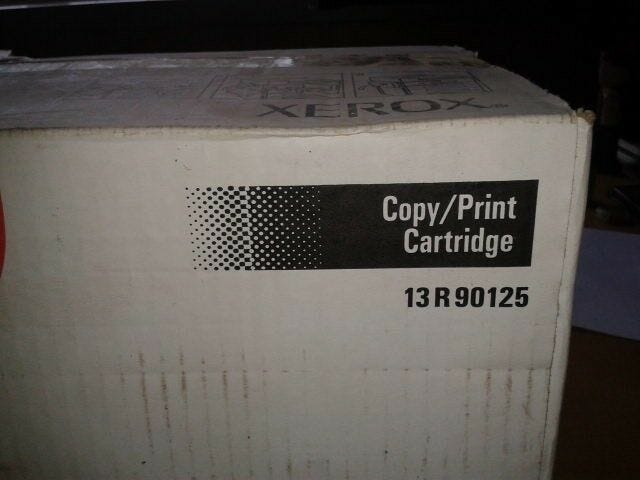 XEROX®
Copy/Print
Cartridge
13 R 90125